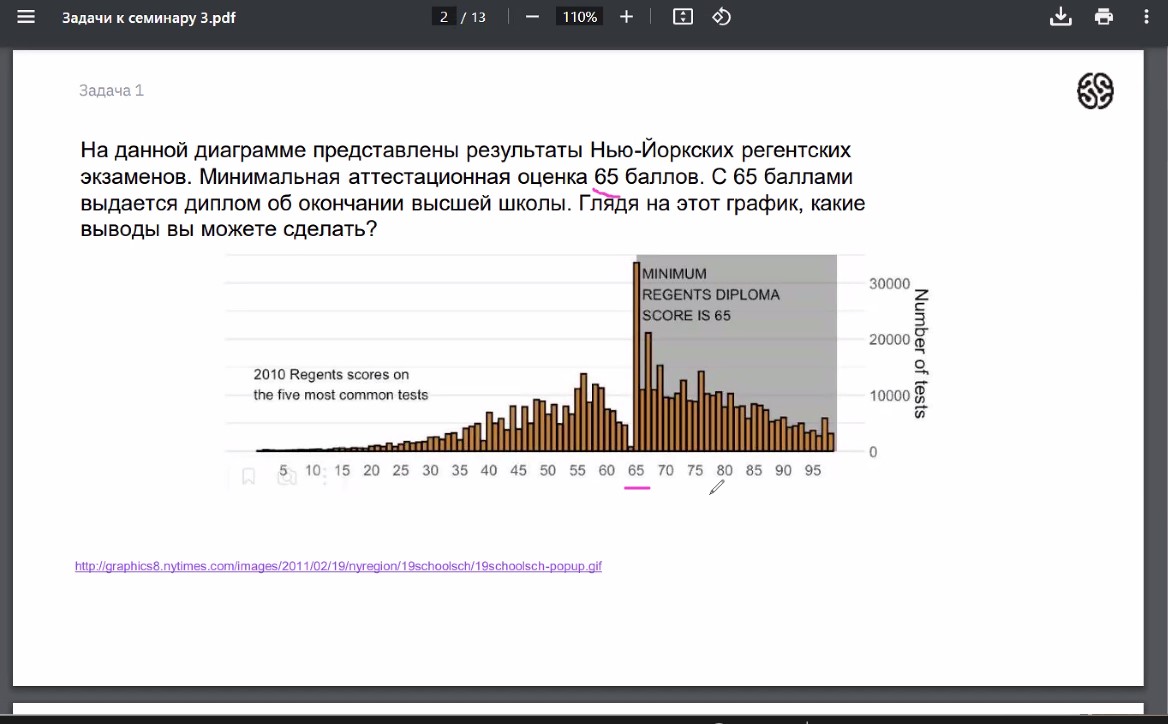 Задачи к семинару 3.pdf
2 / 13
110%
Задача 1
На данной диаграмме представлены результаты Нью-Йоркских регентских
экзаменов. Минимальная аттестационная оценка 65 баллов. С 65 баллами
выдается диплом об окончании высшей школы. Глядя на этот график, какие
выводы вы можете сделать?
MINIMUM
REGENTS DIPLOMA
SCORE IS 65
2010 Regents scores on
the five most common tests
30000
20000
10000
0
Number of tests
5 10 15 20 25 30 35 40 45 50 55 60 65 70 75 80 85 90 95
http://graphics8.nytimes.com/images/2011/02/19/nyregion/19schoolsch/19schoolsch-popup.gif